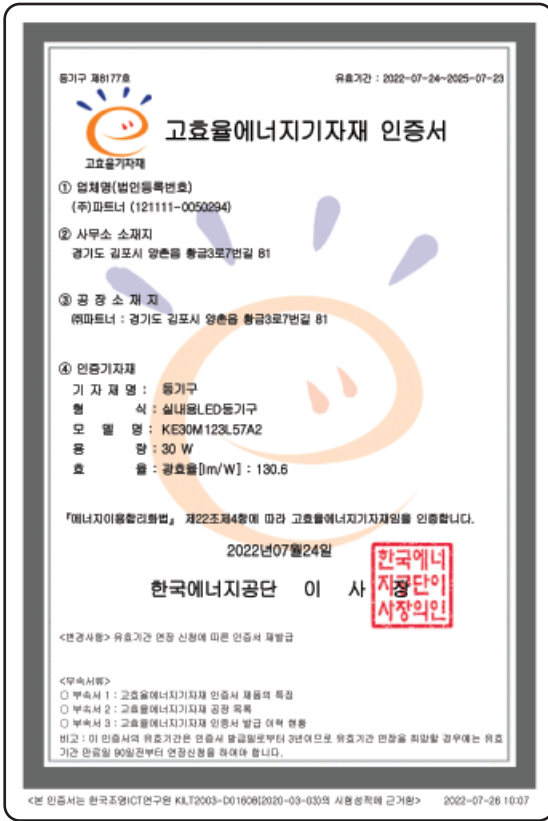 등기구 제8177호
유효기간 : 2022-07-24~2025-07-23
고효율기자재
고효율에너지기자재 인증서
① 업체명(법인등록번호)
(주)파트너 (121111-0050294)
② 사무소 소재지
경기도 김포시 양촌읍 황금3로7번길 81
③ 공 장 소 재 지
㈜파트너 : 경기도 김포시 양촌읍 황금3로7번길 81
④ 인증기자재
기 자 재 명 : 등기구
형 식 : 실내용LED등기구
모 델 명 : KE30M123L57A2
용 량 : 30 W
효 율 : 광효율[lm/W] : 130.6
『에너지이용합리화법』 제22조제4항에 따라 고효율에너지기자재임을 인증합니다.
2022년07월24일
한국에너지공단 이 사 장
한국에너
지공단이
사장의인
<변경사항> 유효기간 연장 신청에 따른 인증서 재발급
<부속서류>
○ 부속서 1 : 고효율에너지기자재 인증서 제품의 특징
○ 부속서 2 : 고효율에너지기자재 공장 목록
○ 부속서 3 : 고효율에너지기자재 인증서 발급 이력 현황
비고 : 이 인증서의 유효기간은 인증서 발급일로부터 3년이므로 유효기간 연장을 희망할 경우에는 유효
기간 만료일 90일전부터 연장신청을 하여야 합니다.
<본 인증서는 한국조명ICT연구원 KILT2003-D01608(2020-03-03)의 시험성적에 근거함>
2022-07-26 10:07